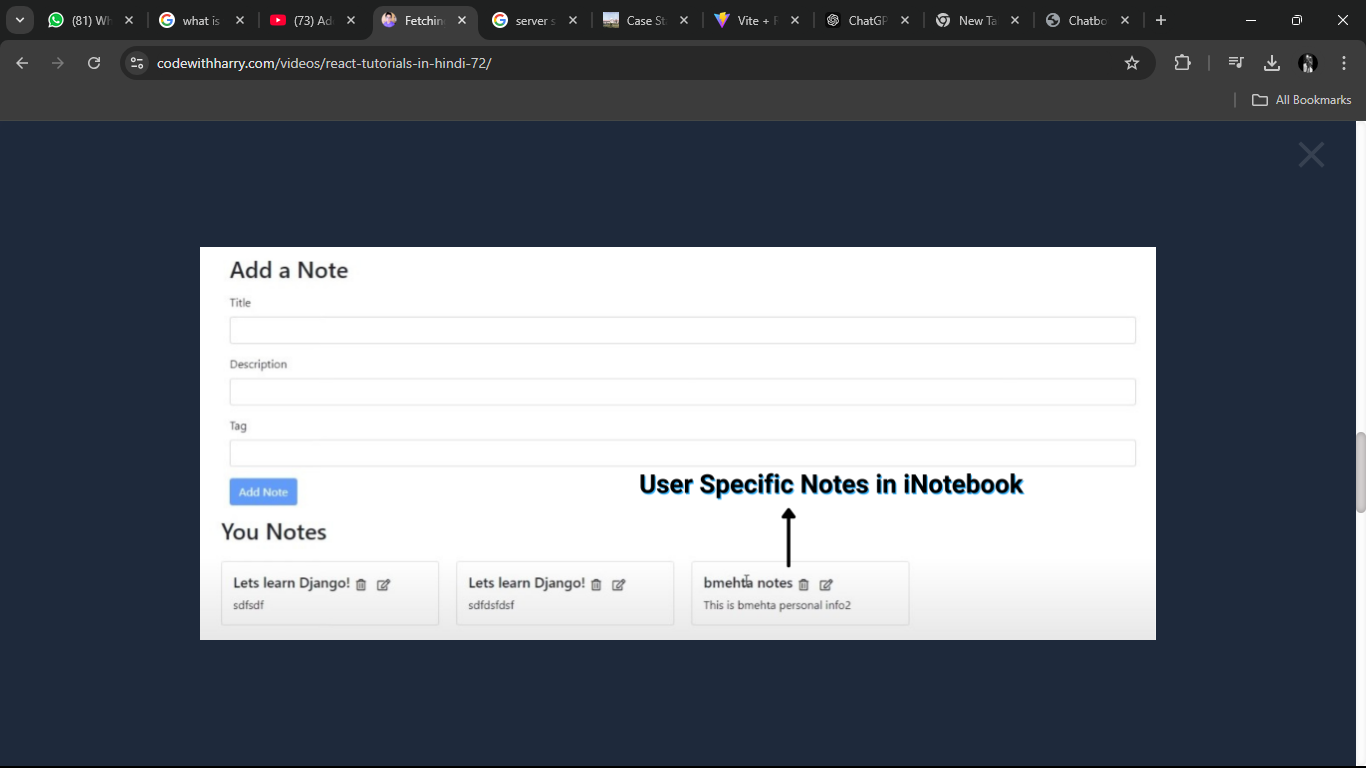 (81) Wh
what is
(73) Ad
Fetchin
server s
Case St
Vite + R
ChatGP
New Ta
Chatbo
codewithharry.com/videos/react-tutorials-in-hindi-72/
All Bookmarks
Add a Note
Title
Description
Tag
Add Note
User Specific Notes in iNotebook
You Notes
Lets learn Django!
sdfsdf
Lets learn Django!
sdfdsfdsf
bmehta notes
This is bmehta personal info2